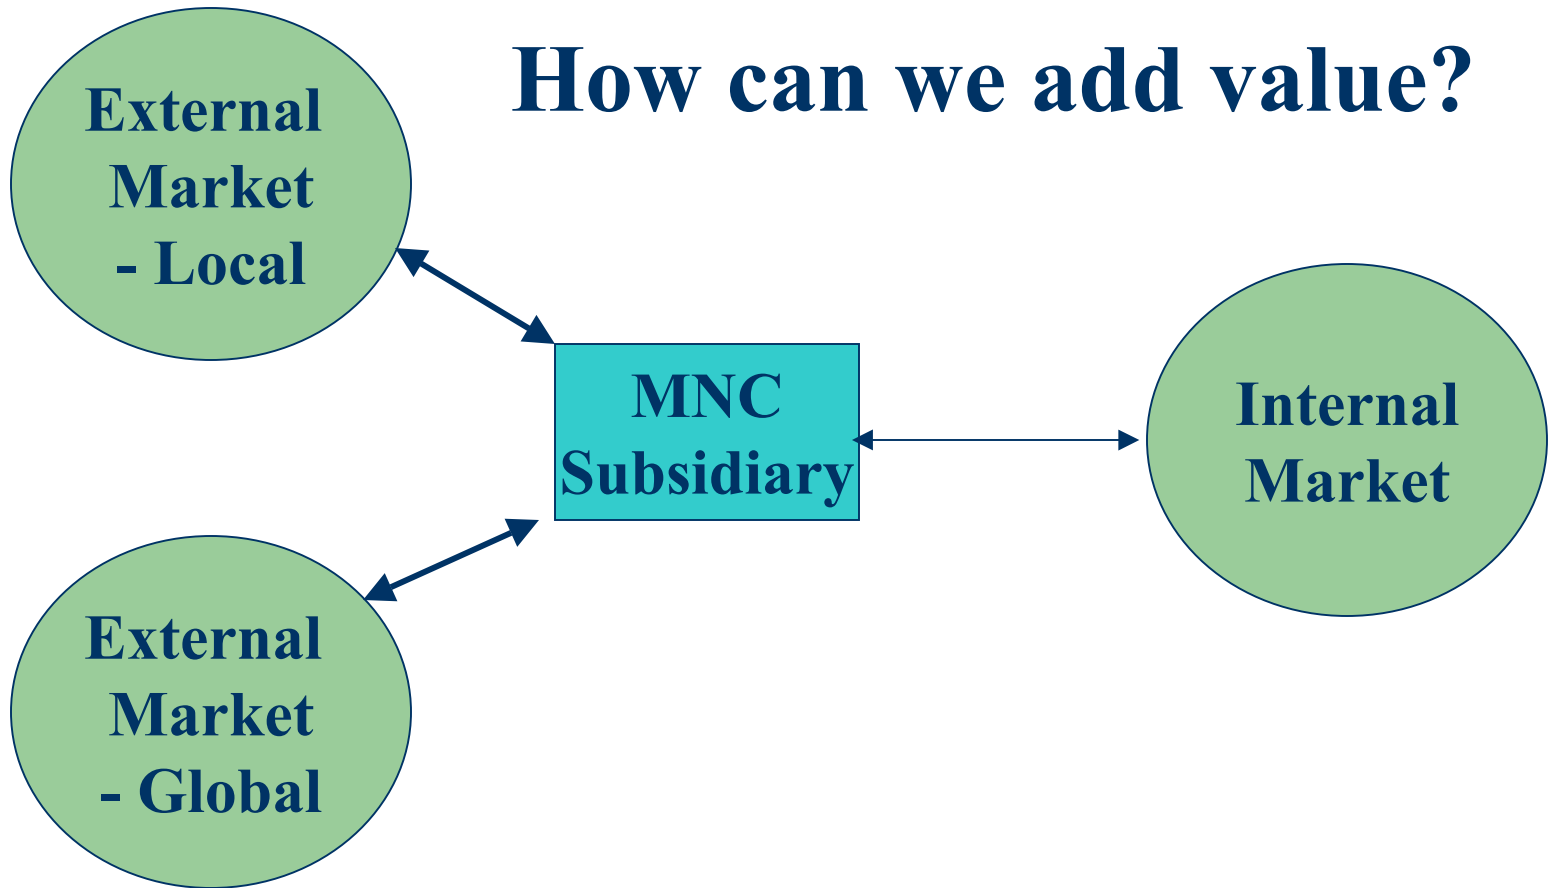 How can we add value?
External
Market
- Local
MNC
Subsidiary
Internal
Market
External
Market
- Global